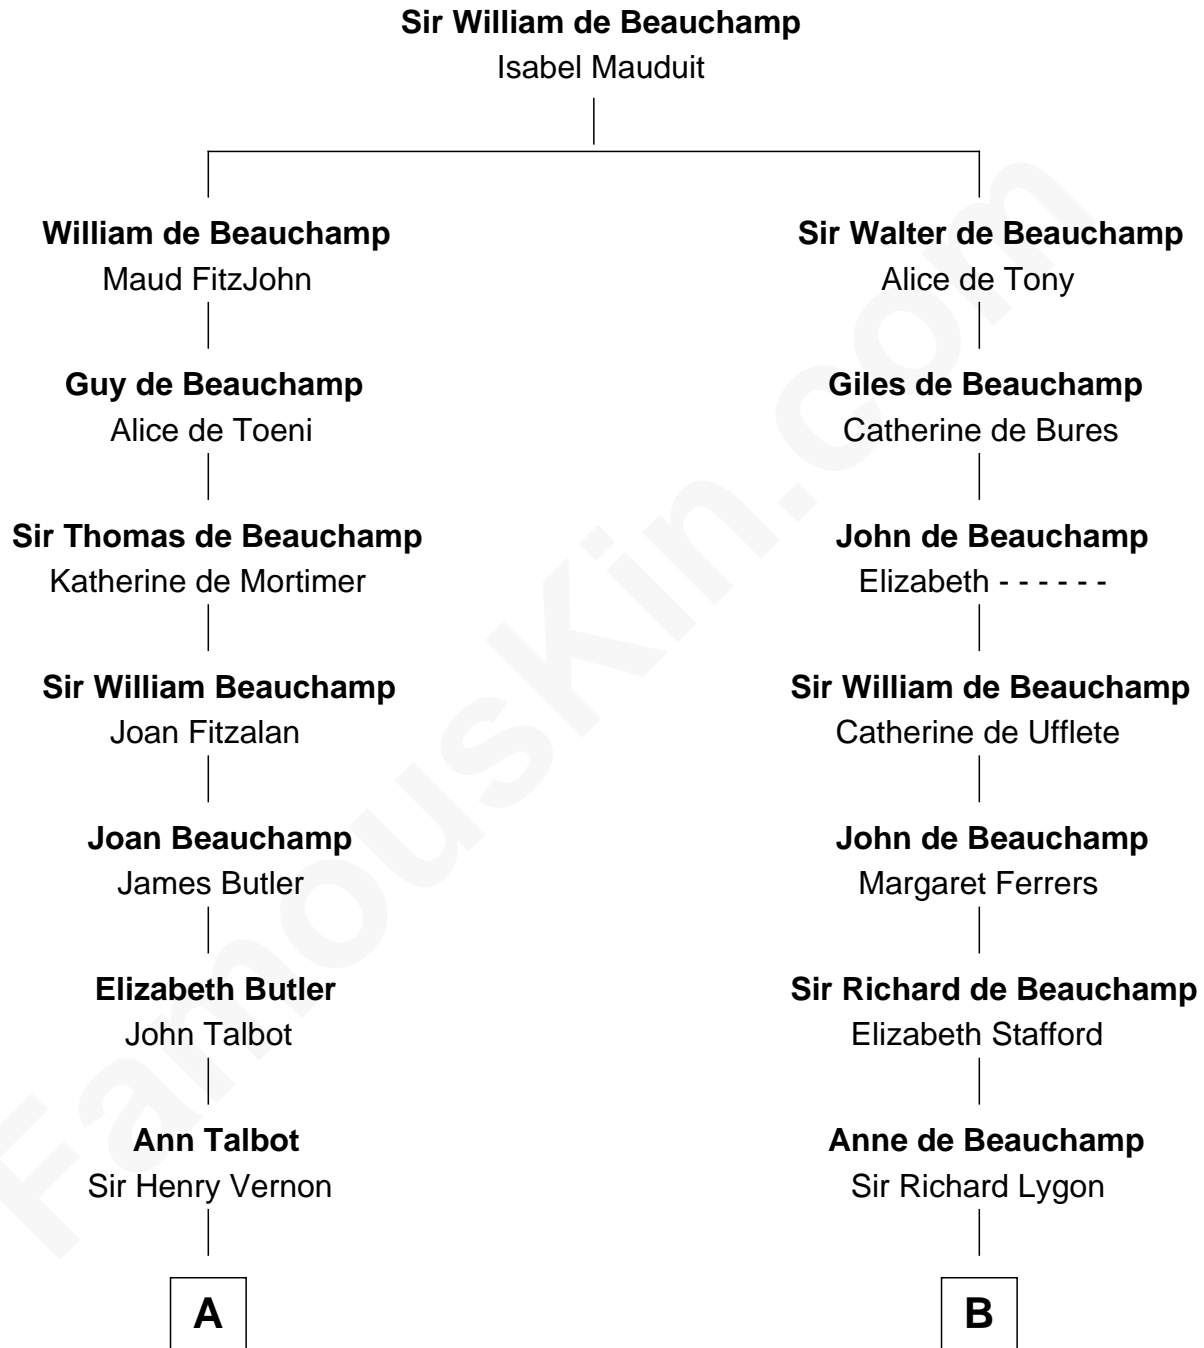 Sir William de Beauchamp
Isabel Mauduit
William de Beauchamp
Maud FitzJohn
Guy de Beauchamp
Alice de Toeni
Sir Thomas de Beauchamp
Katherine de Mortimer
Sir William Beauchamp
Joan Fitzalan
Joan Beauchamp
James Butler
Elizabeth Butler
John Talbot
Ann Talbot
Sir Henry Vernon
A
Sir Walter de Beauchamp
Alice de Tony
Giles de Beauchamp
Catherine de Bures
John de Beauchamp
Elizabeth - - - - - -
Sir William de Beauchamp
Catherine de Ufflete
John de Beauchamp
Margaret Ferrers
Sir Richard de Beauchamp
Elizabeth Stafford
Anne de Beauchamp
Sir Richard Lygon
B
FamousKin.com